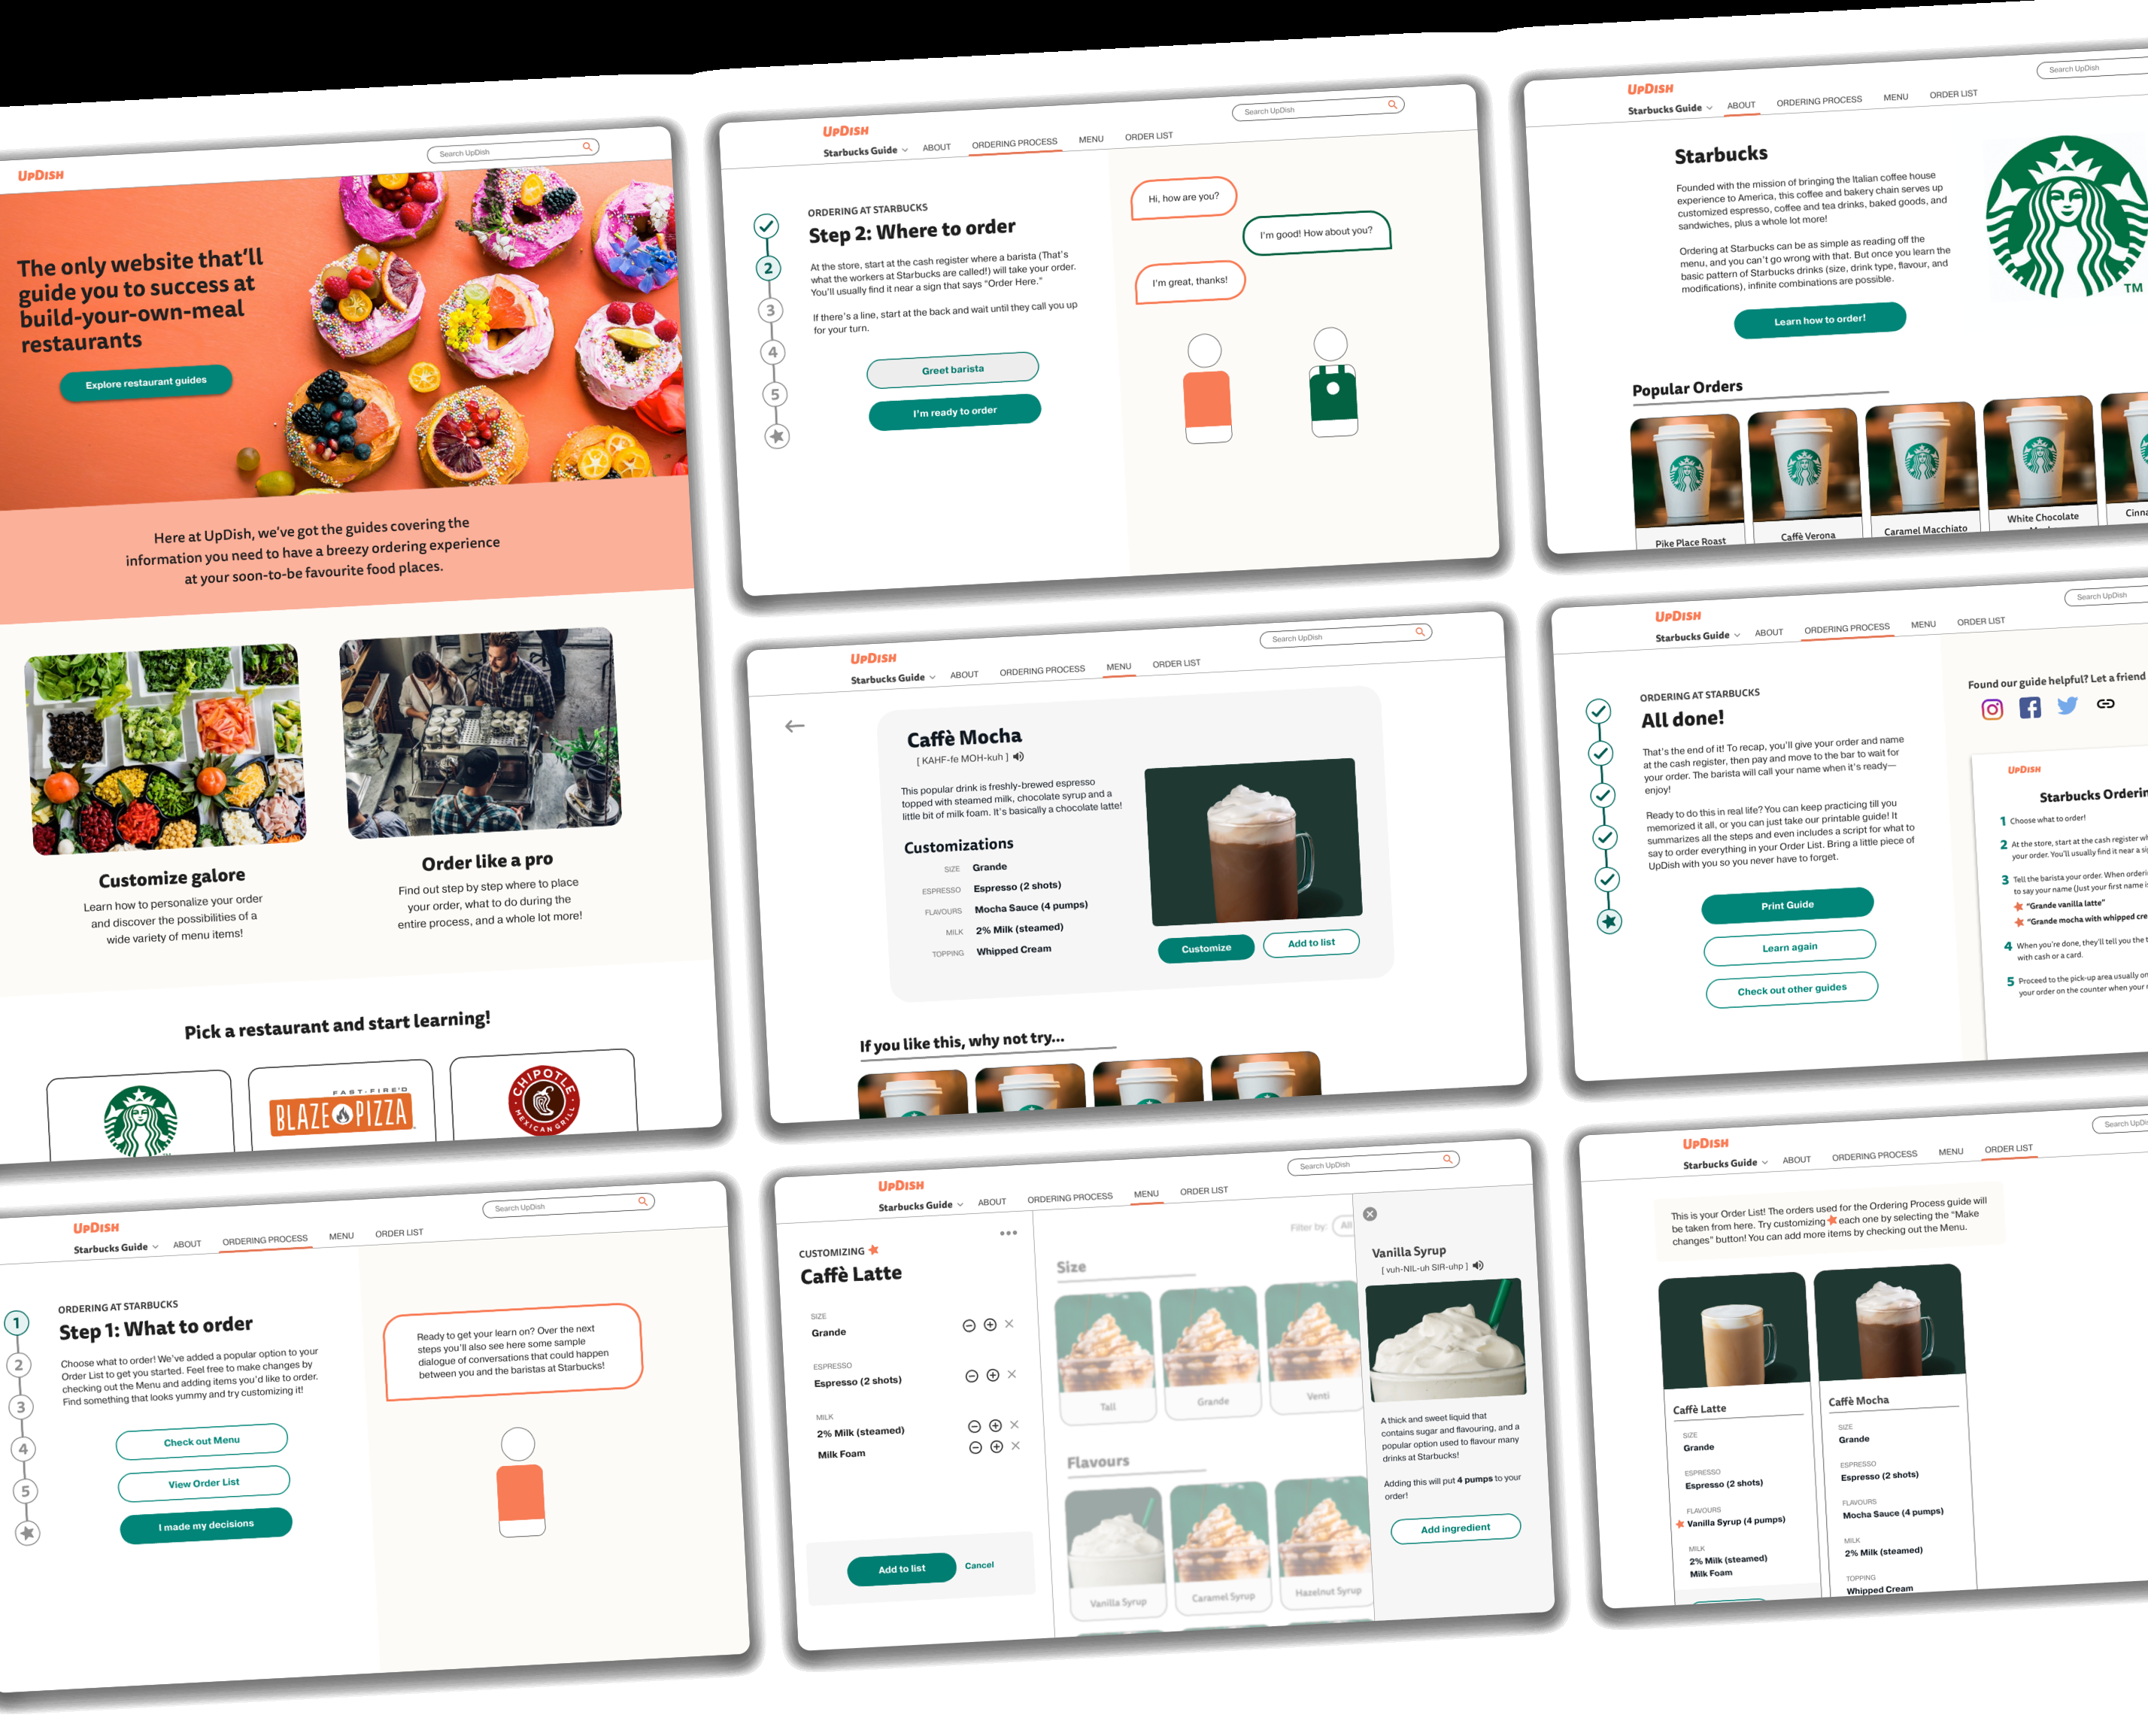 UPDISH
Search UpDish
The only website that'll
guide you to success at
build-your-own-meal
restaurants
Explore restaurant guides
Here at UpDish, we've got the guides covering the
information you need to have a breezy ordering experience
at your soon-to-be favourite food places.
Customize galore
Learn how to personalize your order
and discover the possibilities of a
wide variety of menu items!
Order like a pro
Find out step by step where to place
your order, what to do during the
entire process, and a whole lot more!
Pick a restaurant and start learning!
FAST-FIRE'D
BLAZE PIZZA
CHIPOTLE
MEXICAN GRILL
UPDISH
Search UpDish
Starbucks Guide
ABOUT
ORDERING PROCESS
MENU
ORDER LIST
1
2
3
4
5
ORDERING AT STARBUCKS
Step 1: What to order
Choose what to order! We've added a popular option to your
Order List to get you started. Feel free to make changes by
checking out the Menu and adding items you'd like to order.
Find something that looks yummy and try customizing it!
Check out Menu
View Order List
I made my decisions
Ready to get your learn on? Over the next
steps you'll also see here some sample
dialogue of conversations that could happen
between you and the baristas at Starbucks!
UPDISH
Search UpDish
Starbucks Guide
ABOUT
ORDERING PROCESS
MENU
ORDER LIST
2
3
4
5
ORDERING AT STARBUCKS
Step 2: Where to order
At the store, start at the cash register where a barista (That's
what the workers at Starbucks are called!) will take your order.
You'll usually find it near a sign that says "Order Here."
If there's a line, start at the back and wait until they call you up
for your turn.
Greet barista
I'm ready to order
Hi, how are you?
I'm good! How about you?
I'm great, thanks!
UPDISH
Search UpDish
Starbucks Guide
ABOUT
ORDERING PROCESS
MENU
ORDER LIST
Caffè Mocha
[ KAHF-fe MOH-kuh ]
This popular drink is freshly-brewed espresso
topped with steamed milk, chocolate syrup and a
little bit of milk foam. It's basically a chocolate latte!
Customizations
SIZE Grande
ESPRESSO Espresso (2 shots)
FLAVOURS Mocha Sauce (4 pumps)
MILK 2% Milk (steamed)
TOPPING Whipped Cream
Customize
Add to list
If you like this, why not try...
UPDISH
Search UpDish
Starbucks Guide
ABOUT
ORDERING PROCESS
MENU
ORDER LIST
CUSTOMIZING
Caffè Latte
SIZE
Grande
ESPRESSO
Espresso (2 shots)
MILK
2% Milk (steamed)
Milk Foam
Add to list
Cancel
Filter by: All
Size
Tall
Grande
Venti
Flavours
Vanilla Syrup
Caramel Syrup
Hazelnut Syrup
Vanilla Syrup
[ vuh-NIL-uh SIR-uhp ]
A thick and sweet liquid that
contains sugar and flavouring, and a
popular option used to flavour many
drinks at Starbucks!
Adding this will put 4 pumps to your
order!
Add ingredient
UPDISH
Search UpDish
Starbucks Guide
ABOUT
ORDERING PROCESS
MENU
ORDER LIST
Starbucks
Founded with the mission of bringing the Italian coffee house
experience to America, this coffee and bakery chain serves up
customized espresso, coffee and tea drinks, baked goods, and
sandwiches, plus a whole lot more!
Ordering at Starbucks can be as simple as reading off the
menu, and you can't go wrong with that. But once you learn the
basic pattern of Starbucks drinks (size, drink type, flavour, and
modifications), infinite combinations are possible.
Learn how to order!
TM
Popular Orders
Pike Place Roast
Caffè Verona
Caramel Macchiato
White Chocolate
UPDISH
Search UpDish
Starbucks Guide
ABOUT
ORDERING PROCESS
MENU
ORDER LIST
ORDERING AT STARBUCKS
All done!
That's the end of it! To recap, you'll give your order and name
at the cash register, then pay and move to the bar to wait for
your order. The barista will call your name when it's ready—
enjoy!
Ready to do this in real life? You can keep practicing till you
memorized it all, or you can just take our printable guide! It
summarizes all the steps and even includes a script for what to
say to order everything in your Order List. Bring a little piece of
UpDish with you so you never have to forget.
Print Guide
Learn again
Check out other guides
Found our guide helpful? Let a friend
UPDISH
Starbucks
1 Choose what to order!
2 At the store, start at the cash register
your order. You'll usually find it near a
3 Tell the barista your order. When
to say your name (Just your first name
"Grande vanilla latte"
"Grande mocha with whipped
4 When you're done, they'll tell you the
with cash or a card.
5 Proceed to the pick-up area usually on
your order on the counter when your
UPDISH
Starbucks Guide
ABOUT
ORDERING PROCESS
MENU
ORDER LIST
This is your Order List! The orders used for the Ordering Process guide will
be taken from here. Try customizing each one by selecting the "Make
changes" button! You can add more items by checking out the Menu.
Caffè Latte
SIZE
Grande
ESPRESSO
Espresso (2 shots)
FLAVOURS
Vanilla Syrup (4 pumps)
MILK
2% Milk (steamed)
Milk Foam
Caffè Mocha
SIZE
Grande
ESPRESSO
Espresso (2 shots)
FLAVOURS
Mocha Sauce (4 pumps)
MILK
2% Milk (steamed)
TOPPING
Whipped Cream